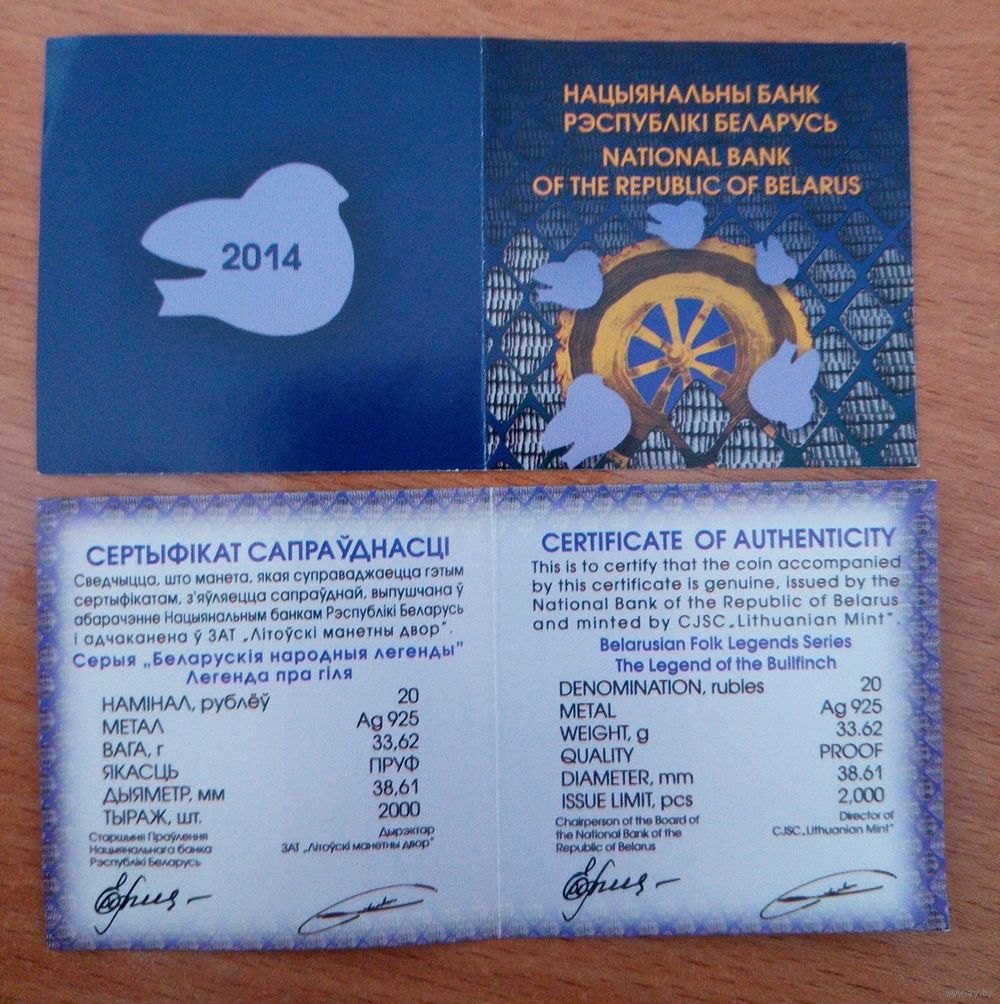 2014
НАЦЫЯНАЛЬНЫ БАНК
РЭСПУБЛІКІ БЕЛАРУСЬ
NATIONAL BANK
OF THE REPUBLIC OF BELARUS
СЕРТЫФІКАТ САПРАЎДНАСЦІ
Сведчыцца, што манета, якая суправаджаецца гэтым
сертыфікатам, з'яўляецца сапраўднай, выпушчана ў
абарачэнне Нацыянальным банкам Рэспублікі Беларусь
і адчаканена ў ЗАТ „Літоўскі манетны двор".
Серыя „Беларускія народныя легенды"
Легенда пра гіля
НАМІНАЛ, рублёў 20
МЕТАЛ Ag 925
ВАГА, г 33,62
ЯКАСЦЬ ПРУФ
ДЫЯМЕТР, мм 38,61
ТЫРАЖ, шт. 2000
Старшыня Праўлення
Нацыянальнага банка
Рэспублікі Беларусь
Дырэктар
ЗАТ „Літоўскі манетны двор"
CERTIFICATE OF AUTHENTICITY
This is to certify that the coin accompanied
by this certificate is genuine, issued by the
National Bank of the Republic of Belarus
and minted by CJSC „Lithuanian Mint".
Belarusian Folk Legends Series
The Legend of the Bullfinch
DENOMINATION, rubles 20
METAL Ag 925
WEIGHT, g 33.62
QUALITY PROOF
DIAMETER, mm 38.61
ISSUE LIMIT, pcs 2,000
Chairperson of the Board of
the National Bank of the
Republic of Belarus
Director of
CJSC „Lithuanian Mint"
www.ay.by